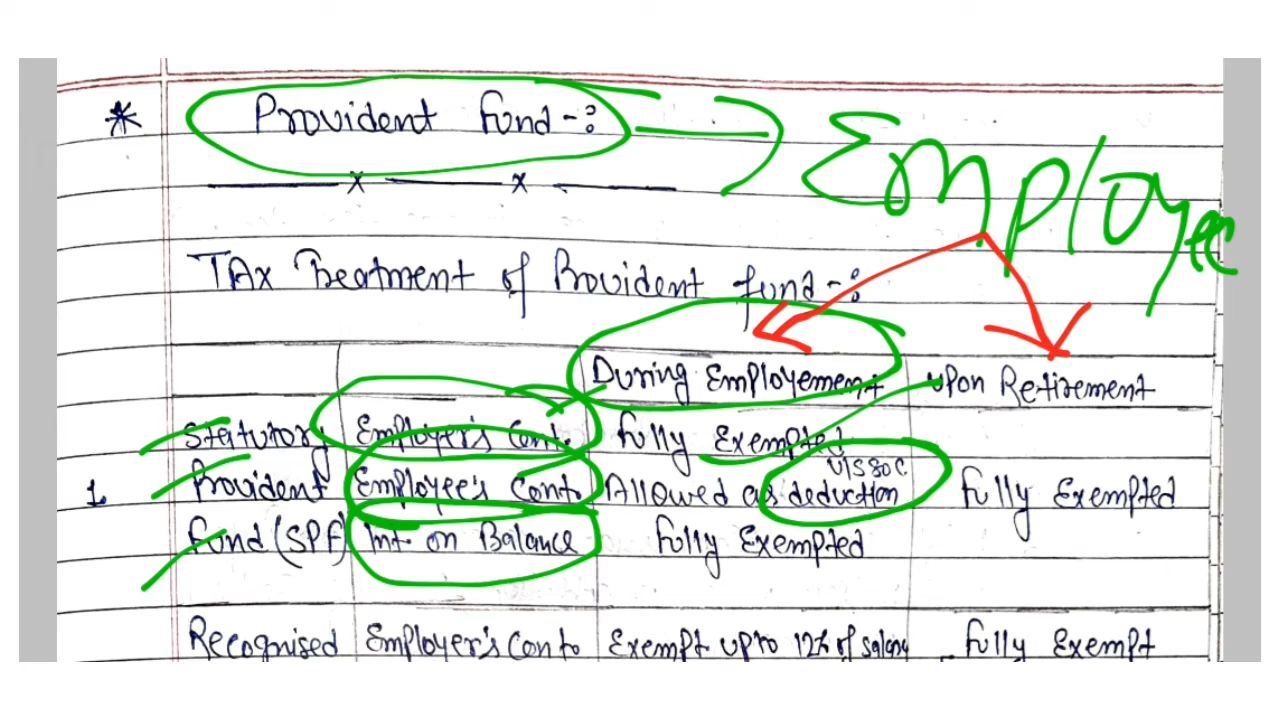 * Provident fund -:
Employee
x x
TAx Treatment of Provident fund -:
During Employement upon Retirement
Statutory Employer's Cont. fully Exempted
U/S 80 C
1. Provident Employee's Conto Allowed as deduction fully Exempted
fund (SPF) Int on Balance fully Exempted
Recognised Employer's Conto Exempt upto 12% of salary fully Exempt